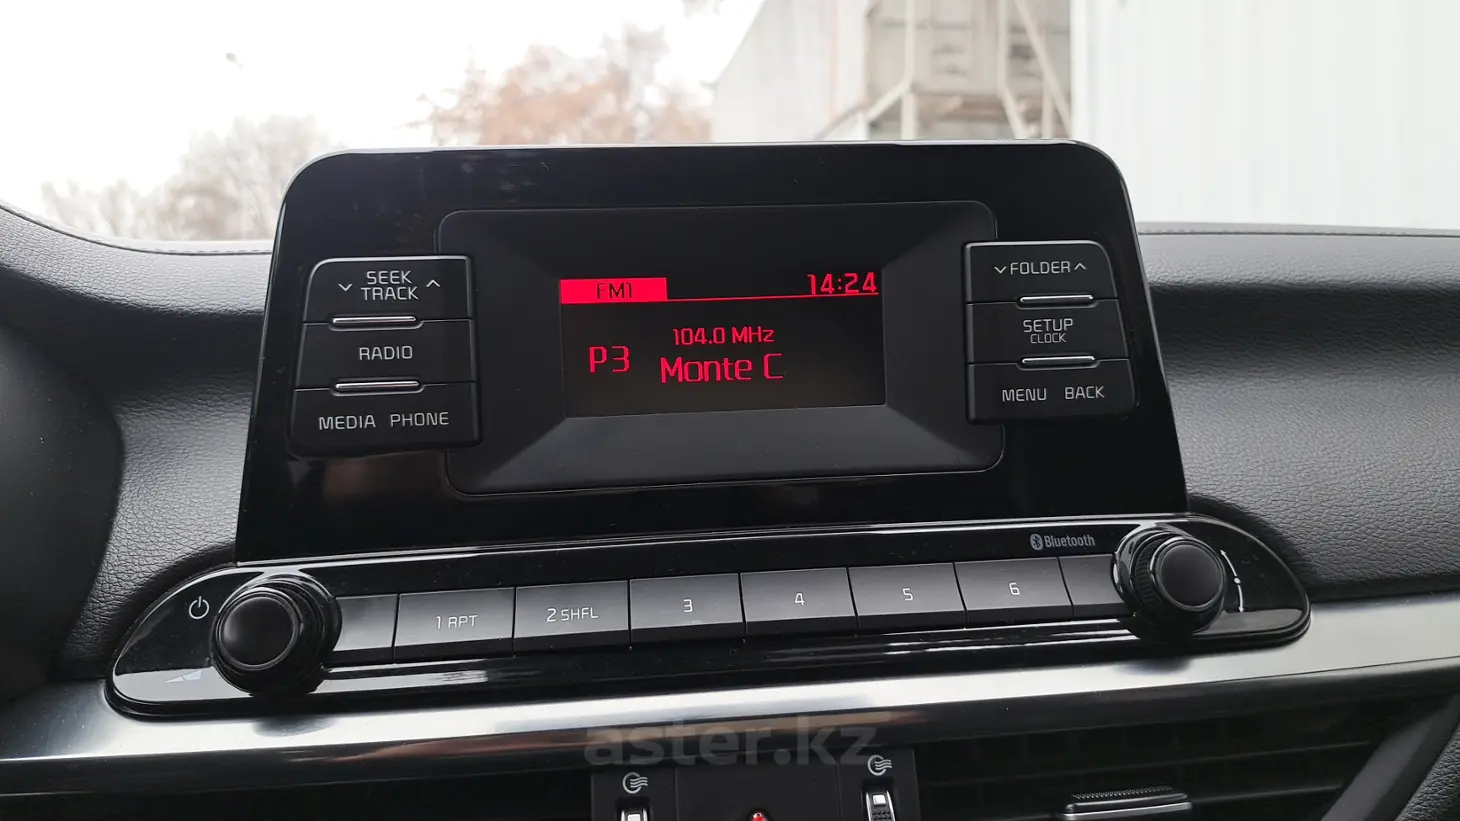 SEEK
TRACK
RADIO
MEDIA PHONE
FM1 14:24
104.0 MHz
P3 Monte C
FOLDER
SETUP
CLOCK
MENU BACK
Bluetooth
1 RPT 2 SHFL 3 4 5 6
aster.kz